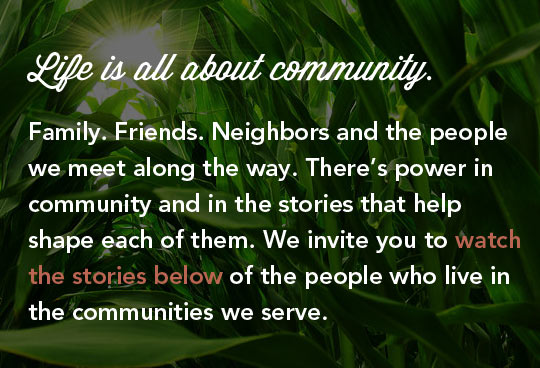 Life is all about community.
Family. Friends. Neighbors and the people
we meet along the way. There's power in
community and in the stories that help
shape each of them. We invite you to watch
the stories below of the people who live in
the communities we serve.